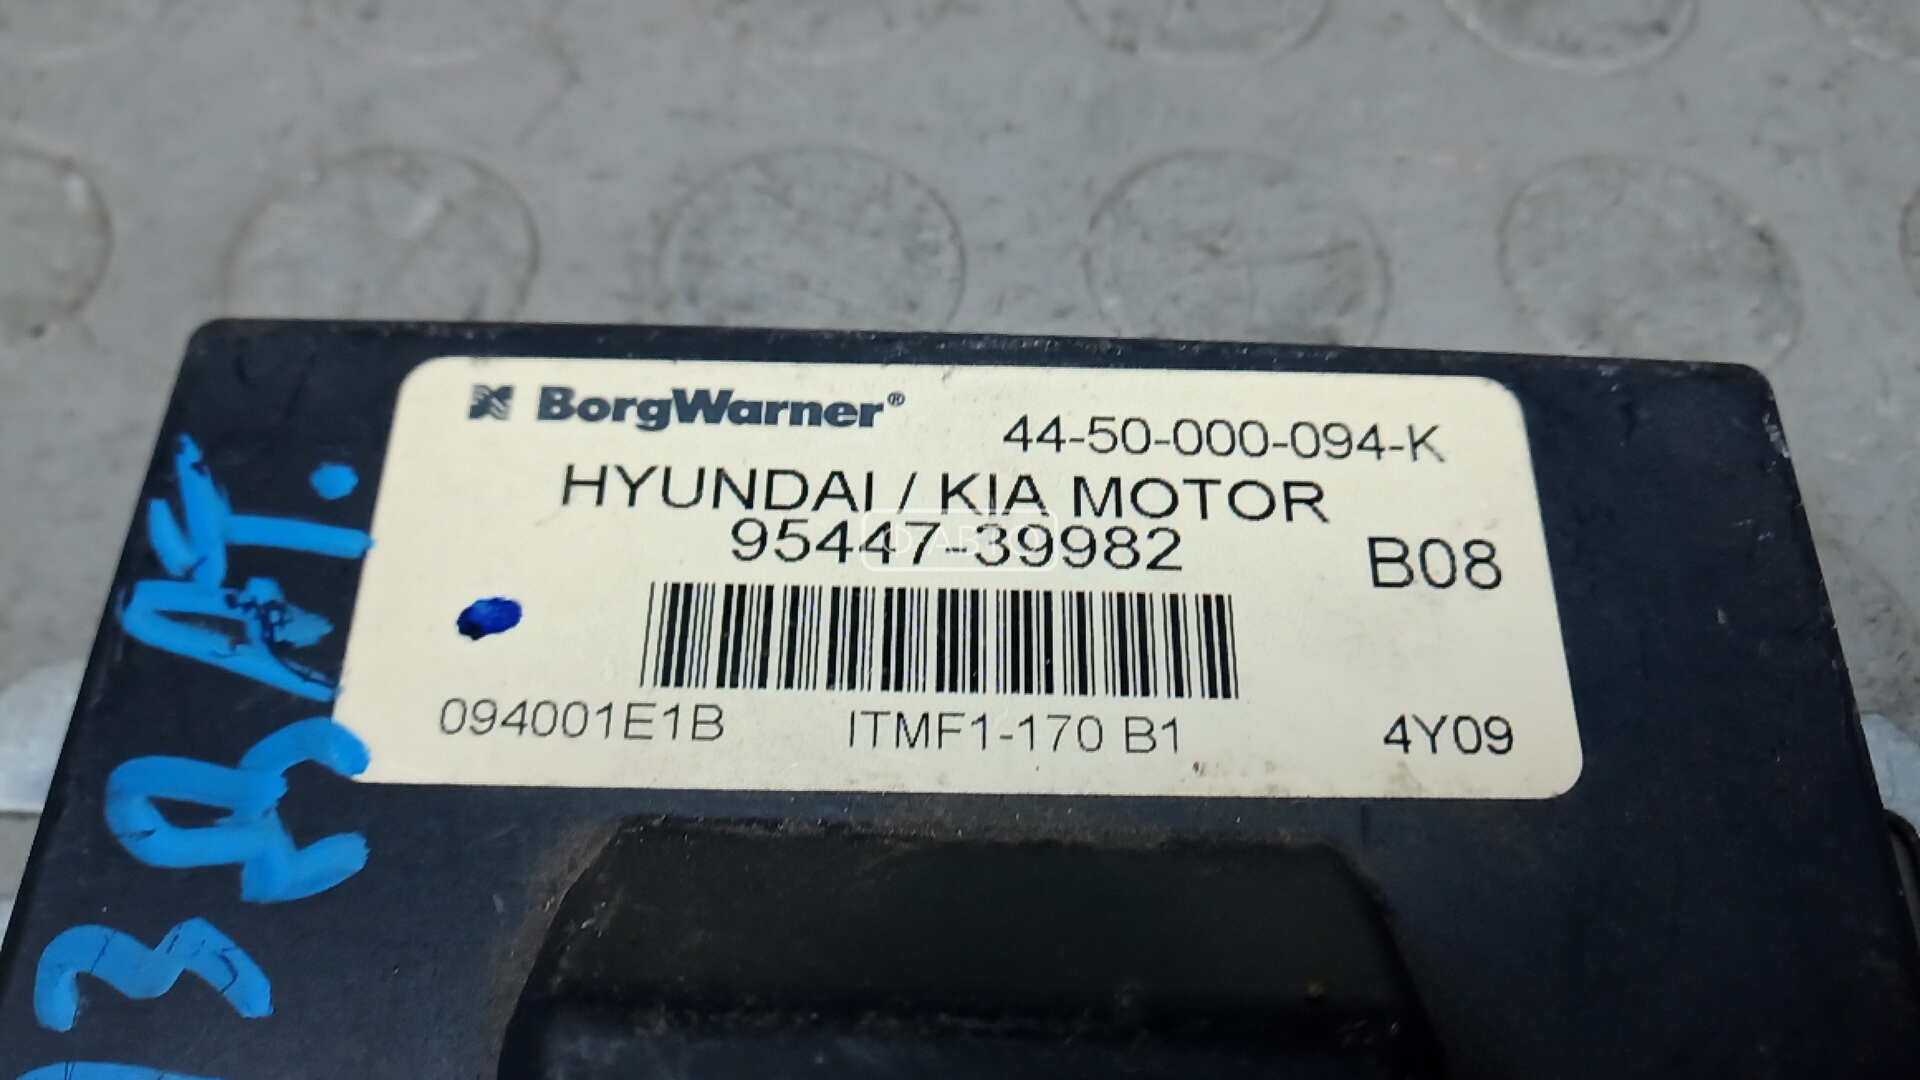 BorgWarner®
44-50-000-094-K
HYUNDAI / KIA MOTOR
95447-39982
B08
094001E1B
ITMF1-170 B1
4Y09